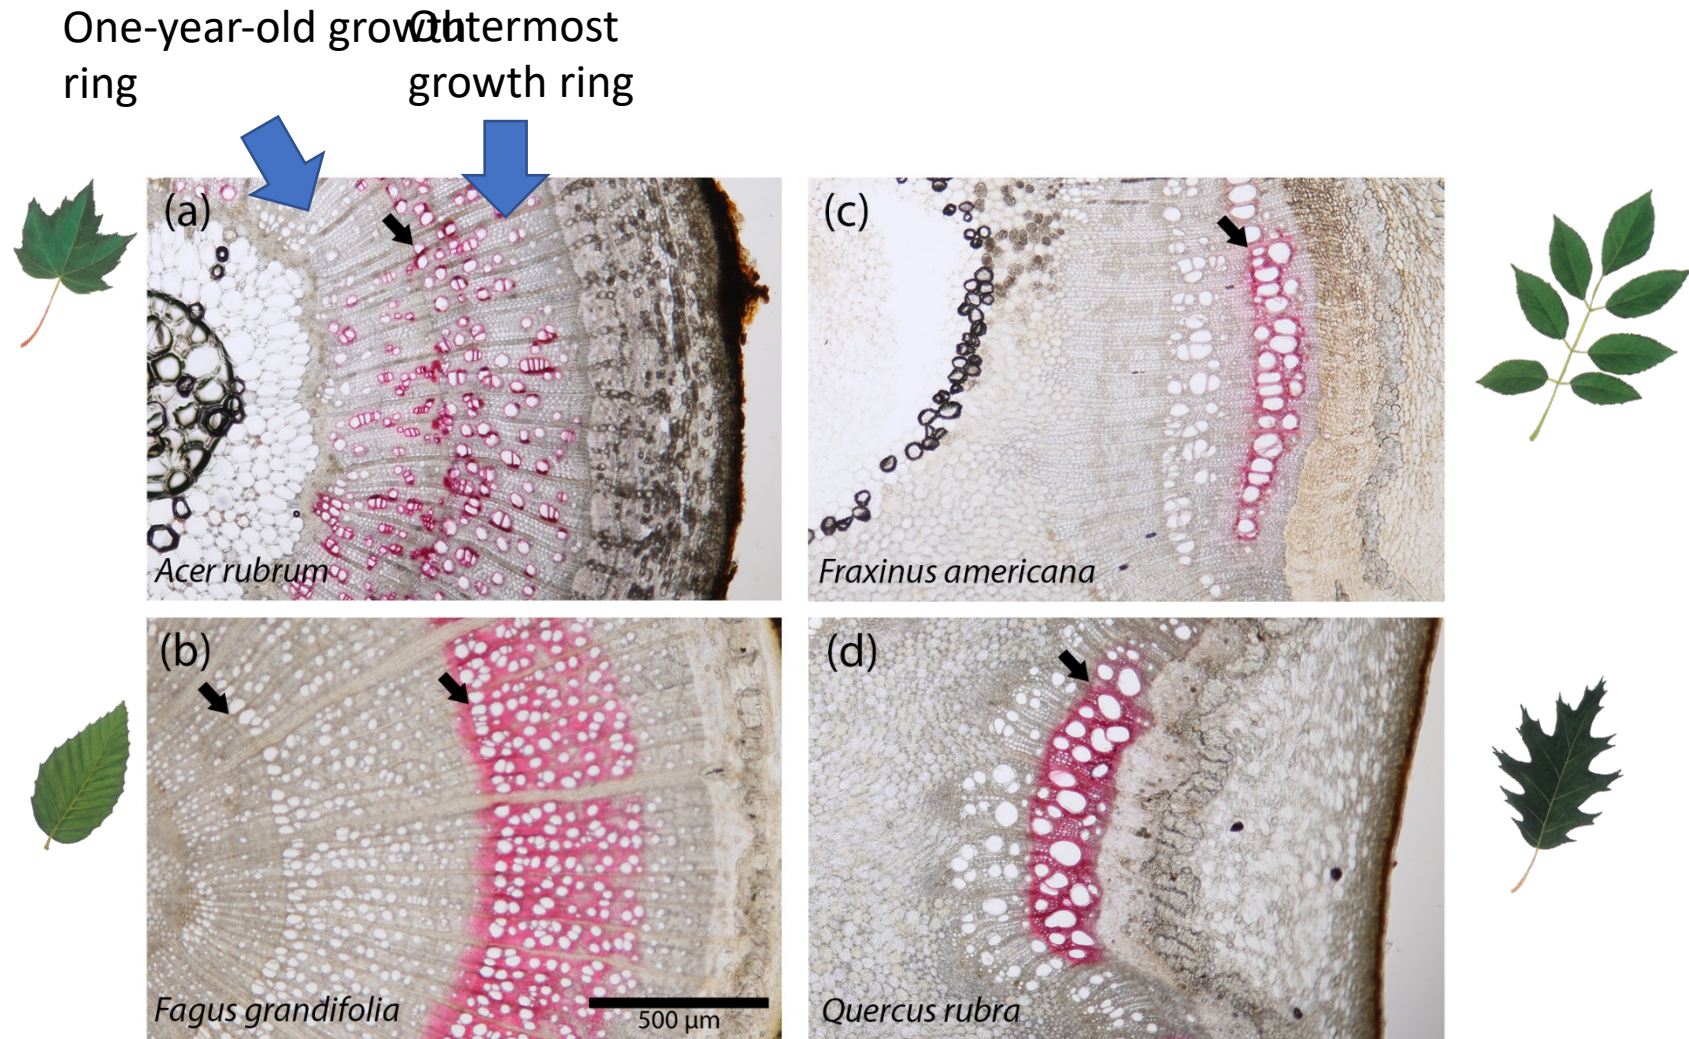 One-year-old growth
ring
Outermost
growth ring
(a)
Acer rubrum
(c)
Fraxinus americana
(b)
Fagus grandifolia
500 µm
(d)
Quercus rubra